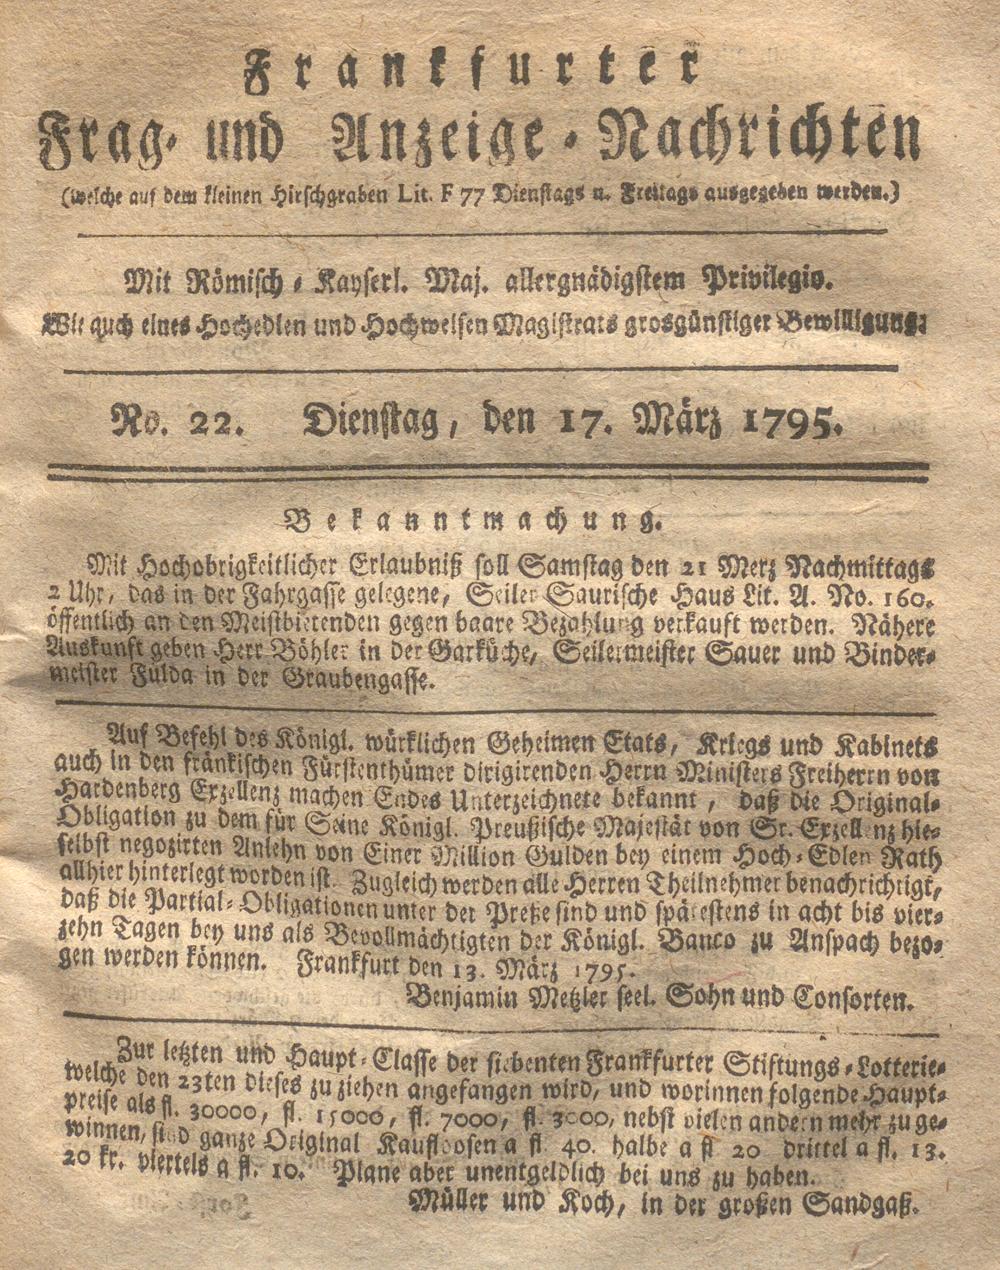 Frankfurter
Frag- und Anzeige-Nachrichten
(welche auf dem kleinen Hirschgraben Lit. F 77 Dienstags u. Freitags ausgegeben werden.)
Mit Römisch-Kayserl. Maj. allergnädigstem Privilegio.
Wie auch eines Hochedlen und Hochweisen Magistrats grosgünstiger Bewilligung:
No. 22. Dienstag, den 17. März 1795.
Bekanntmachung.
Mit Hochobrigkeitlicher Erlaubniß soll Samstag den 21 Merz Nachmittags
2 Uhr, das in der Fahrgasse gelegene, Seiler Saurische Haus Lit. A. No. 160.
öffentlich an den Meistbietenden gegen baare Bezahlung verkauft werden. Nähere
Auskunft geben Herr Böhler in der Garküche, Seilermeister Sauer und Binder-
meister Fulda in der Graubengasse.
Auf Befehl des Königl. würklichen Geheimen Etats, Kriegs und Kabinets
auch in den fränkischen Fürstenthümer dirigirenden Herrn Ministers Freiherrn von
Hardenberg Exzellenz machen Endes Unterzeichnete bekannt, daß die Original-
Obligation zu dem für Seine Königl. Preußische Majestät von Sr. Exzellenz hie-
selbst negozirten Anlehn von Einer Million Gulden bey einem Hoch-Edlen Rath
allhier hinterlegt worden ist. Zugleich werden alle Herren Theilnehmer benachrichtigt,
daß die Partial-Obligationen unter der Preße sind und spätestens in acht bis vier-
zehn Tagen bey uns als Bevollmächtigten der Königl. Banco zu Anspach bezo-
gen werden können. Frankfurt den 13. März 1795.
Benjamin Metzler seel. Sohn und Consorten.
Zur letzten und Haupt-Classe der siebenten Frankfurter Stiftungs-Lotterie-
welche den 23ten dieses zu ziehen angefangen wird, und worinnen folgende Haupt-
preise als fl. 30000, fl. 15000, fl. 7000, fl. 3000, nebst vielen andern mehr zu ge-
winnen, sind ganze Original Kaufloosen a fl 40. halbe a fl 20 drittel a fl. 13.
20 kr. viertels a fl. 10. Plane aber unentgeldlich bei uns zu haben.
Müller und Koch, in der großen Sandgaß.